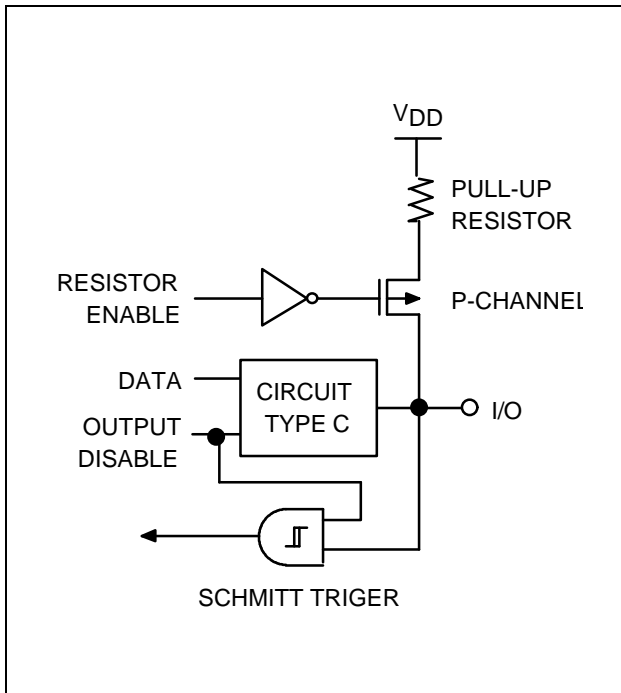 VDD
PULL-UP
RESISTOR
RESISTOR
ENABLE
P-CHANNEL
DATA
CIRCUIT
TYPE C
I/O
OUTPUT
DISABLE
SCHMITT TRIGER